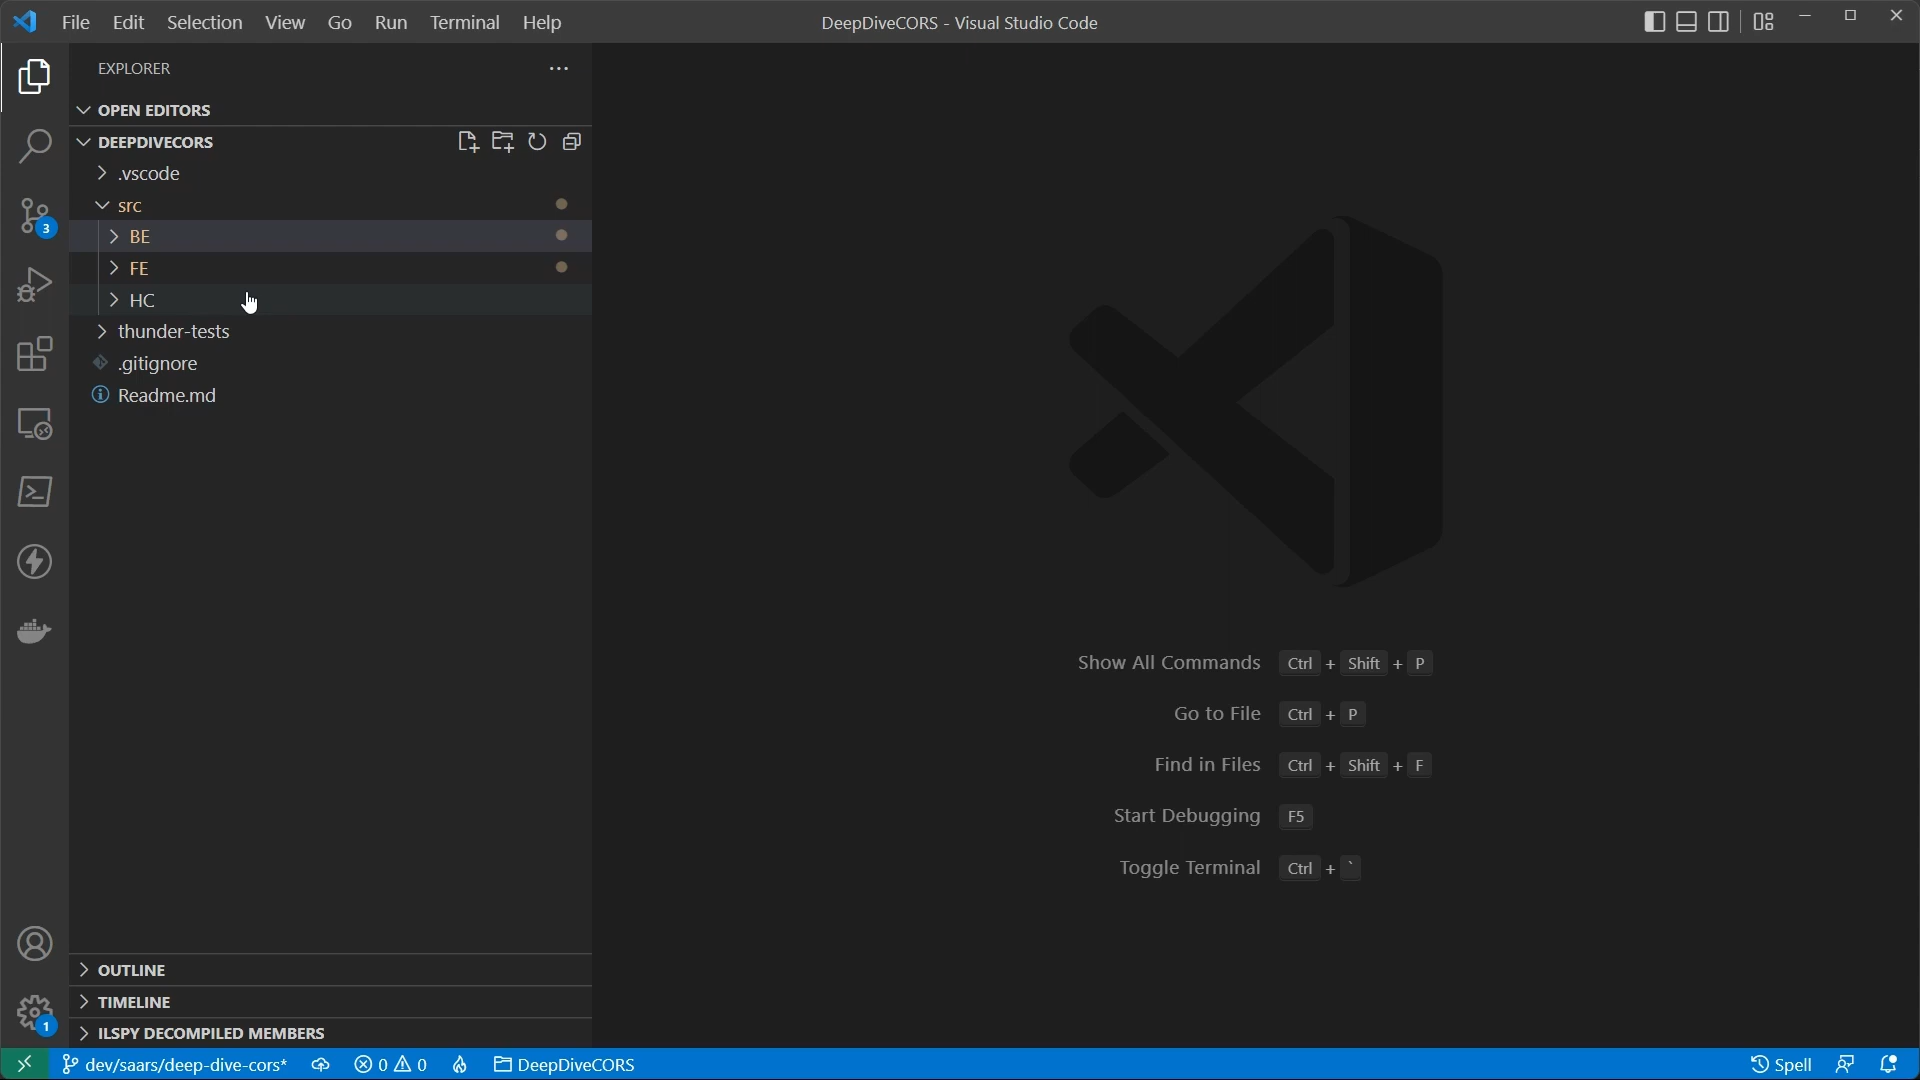 File Edit Selection View Go Run Terminal Help
DeepDiveCORS - Visual Studio Code
EXPLORER
OPEN EDITORS
DEEPDIVECORS
.vscode
src
BE
FE
HC
thunder-tests
.gitignore
Readme.md
3
Show All Commands Ctrl + Shift + P
Go to File Ctrl + P
Find in Files Ctrl + Shift + F
Start Debugging F5
Toggle Terminal Ctrl + `
OUTLINE
TIMELINE
ILSPY DECOMPILED MEMBERS
1
dev/saars/deep-dive-cors* 0 0 DeepDiveCORS Spell